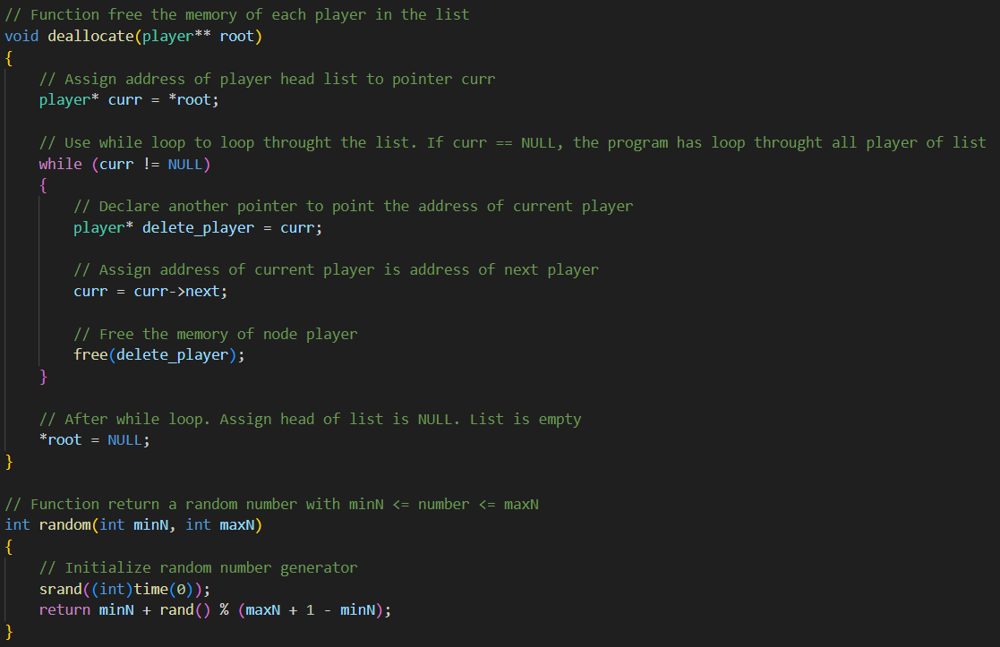 // Function free the memory of each player in the list
void deallocate(player** root)
{
    // Assign address of player head list to pointer curr
    player* curr = *root;

    // Use while loop to loop throught the list. If curr == NULL, the program has loop throught all player of list
    while (curr != NULL)
    {
        // Declare another pointer to point the address of current player
        player* delete_player = curr;

        // Assign address of current player is address of next player
        curr = curr->next;

        // Free the memory of node player
        free(delete_player);
    }

    // After while loop. Assign head of list is NULL. List is empty
    *root = NULL;
}

// Function return a random number with minN <= number <= maxN
int random(int minN, int maxN)
{
    // Initialize random number generator
    srand((int)time(0));
    return minN + rand() % (maxN + 1 - minN);
}